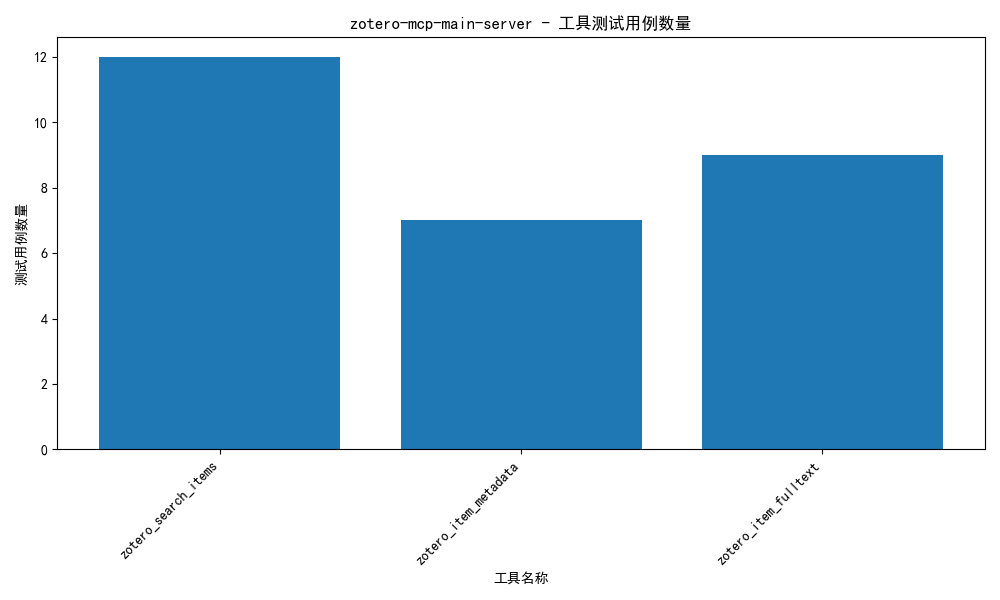 zotero-mcp-main-server - 工具测试用例数量
测试用例数量
12
10
8
6
4
2
0
zotero_search_items
zotero_item_metadata
zotero_item_fulltext
工具名称